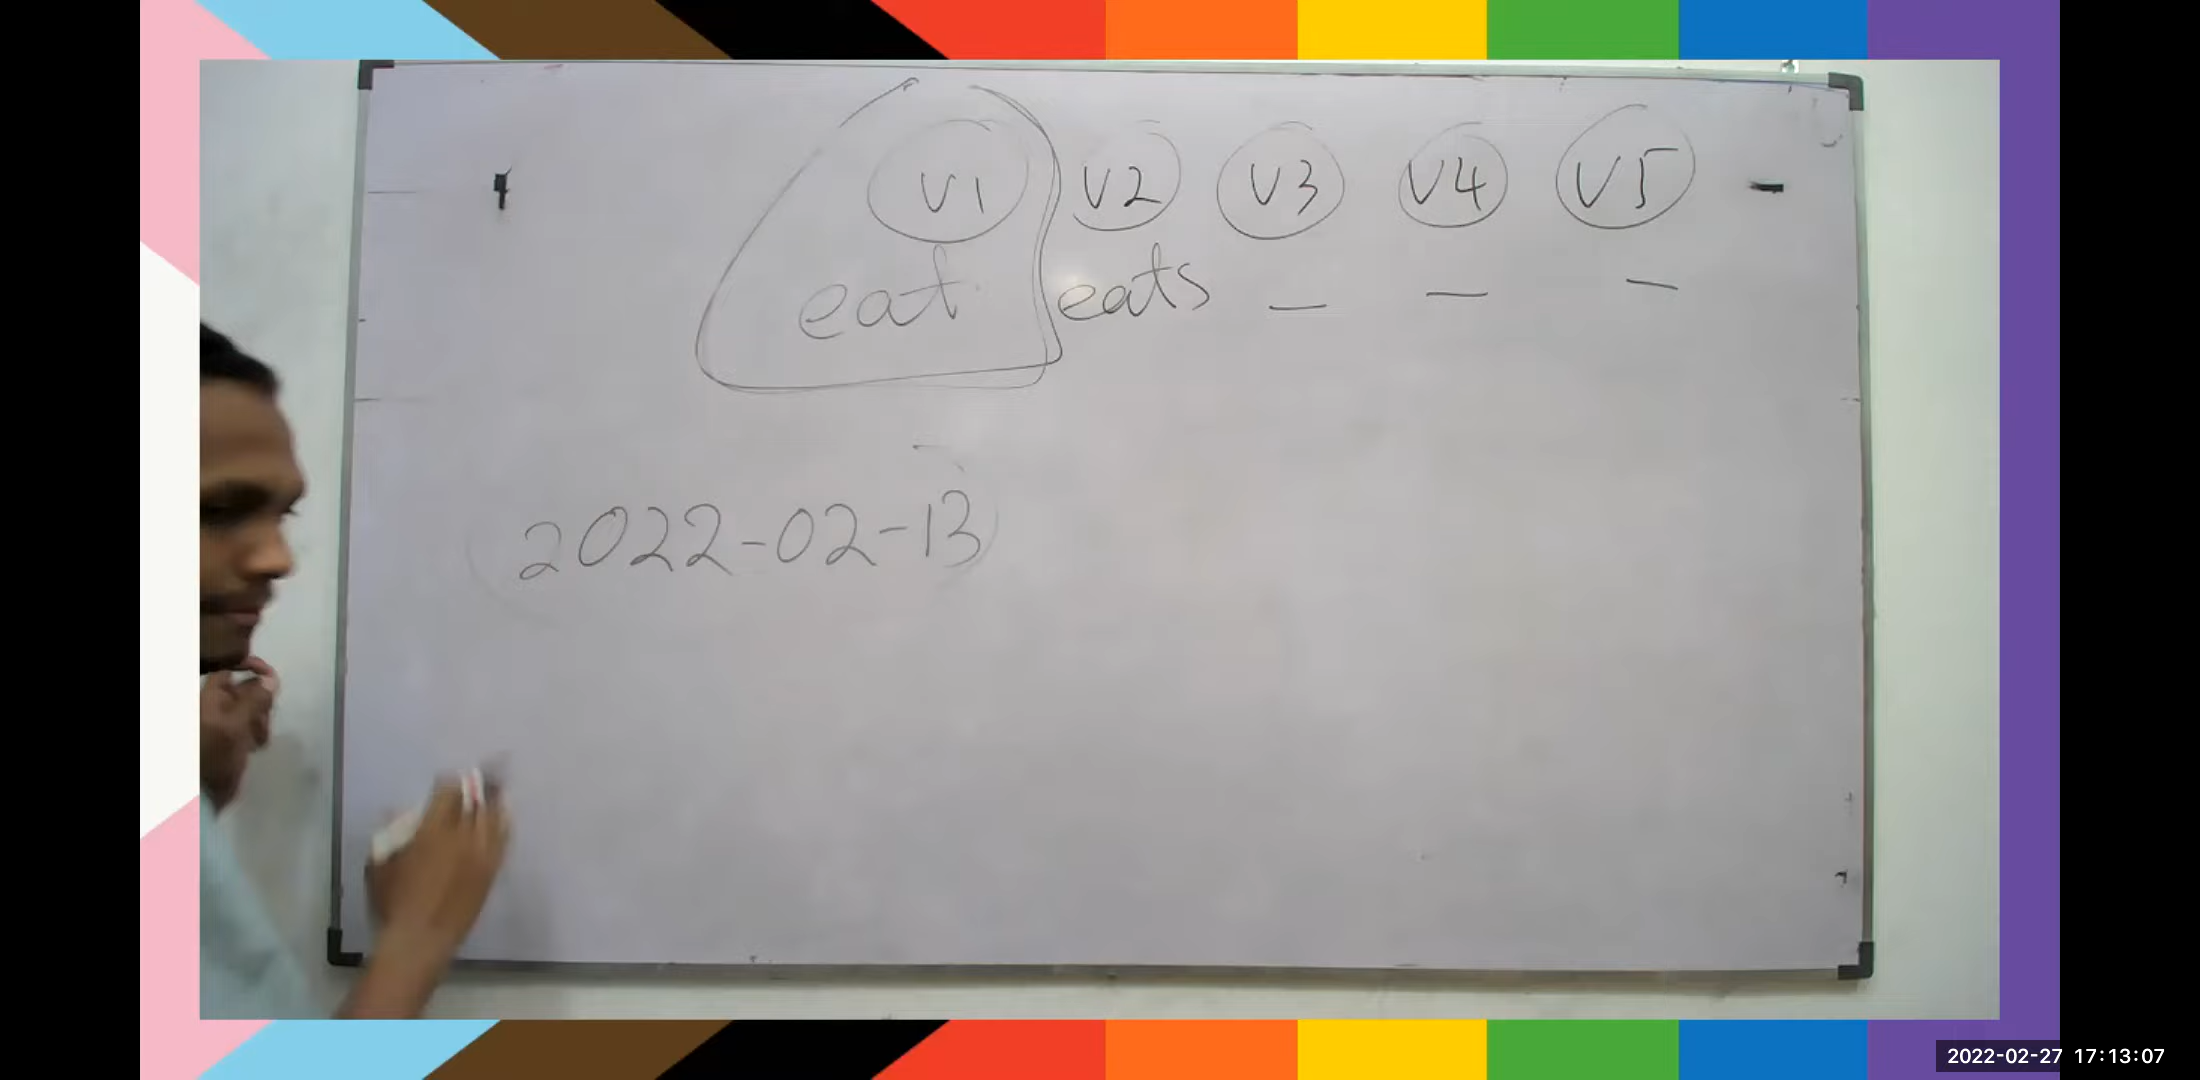 V1 V2 V3 V4 V5 -
eat eats — — —
2022-02-13
2022-02-27 17:13:07